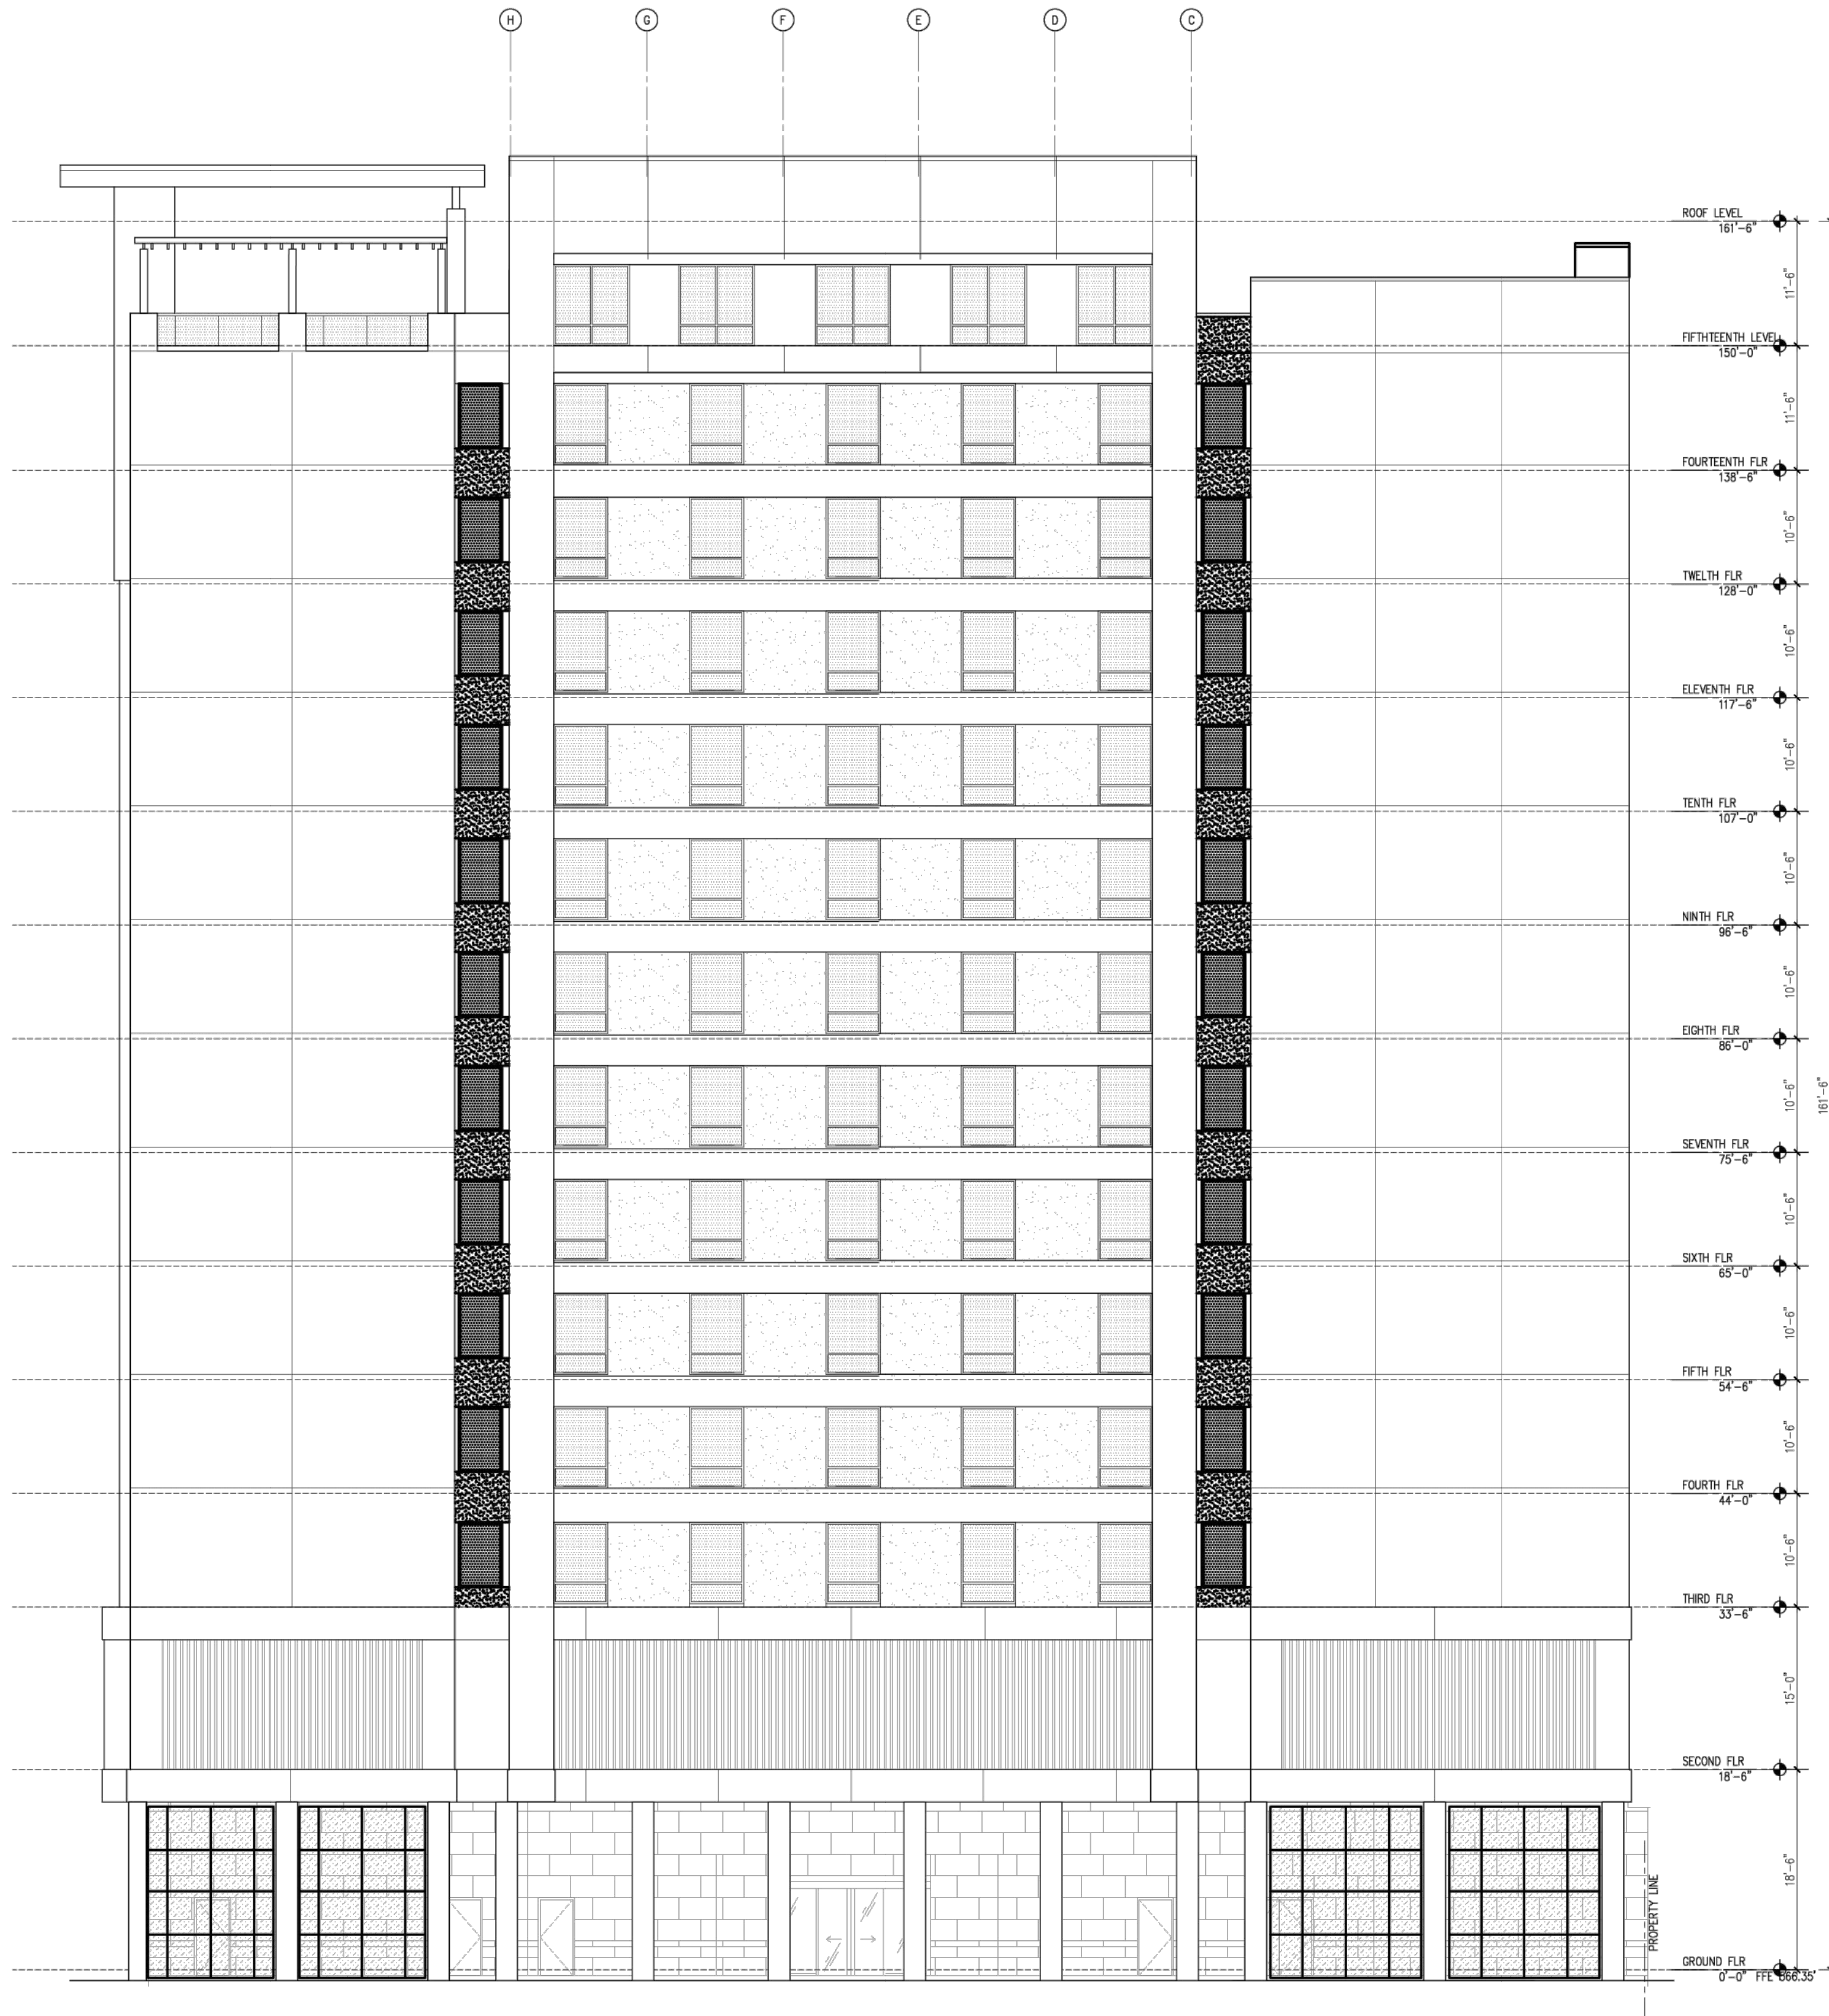 H G F E D C
ROOF LEVEL
161'-6"
11'-6"
FIFTHTEENTH LEVEL
150'-0"
11'-6"
FOURTEENTH FLR
138'-6"
10'-6"
TWELTH FLR
128'-0"
10'-6"
ELEVENTH FLR
117'-6"
10'-6"
TENTH FLR
107'-0"
10'-6"
NINTH FLR
96'-6"
10'-6"
EIGHTH FLR
86'-0"
10'-6"
161'-6"
SEVENTH FLR
75'-6"
10'-6"
SIXTH FLR
65'-0"
10'-6"
FIFTH FLR
54'-6"
10'-6"
FOURTH FLR
44'-0"
10'-6"
THIRD FLR
33'-6"
15'-0"
SECOND FLR
18'-6"
18'-6"
PROPERTY LINE
GROUND FLR
0'-0" FFE 866.35'